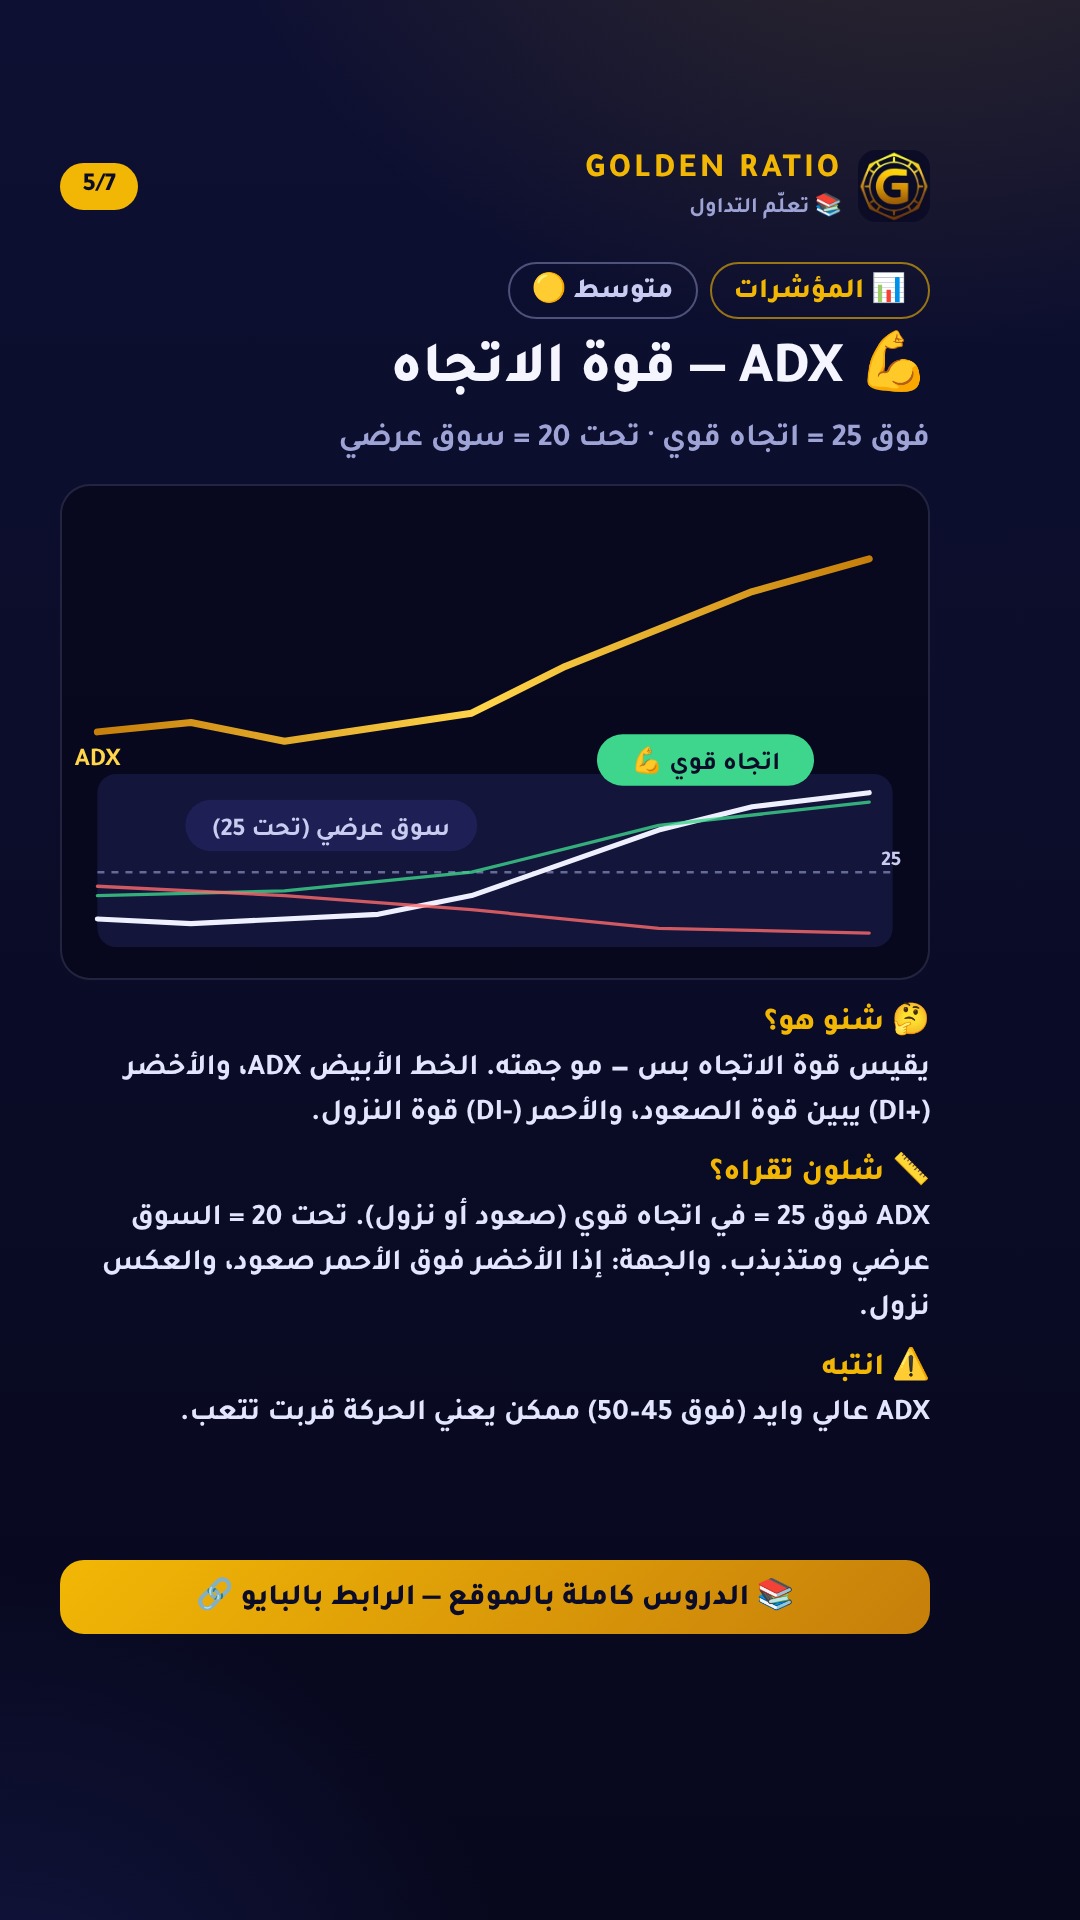 GOLDEN RATIO
📚 تعلّم التداول
5/7
📊 المؤشرات
متوسط 🟡
💪 ADX — قوة الاتجاه
فوق 25 = اتجاه قوي · تحت 20 = سوق عرضي
ADX
اتجاه قوي 💪
سوق عرضي (تحت 25)
25
🤔 شنو هو؟
يقيس قوة الاتجاه بس — مو جهته. الخط الأبيض ADX، والأخضر
(+DI) يبين قوة الصعود، والأحمر (-DI) قوة النزول.
📏 شلون تقراه؟
ADX فوق 25 = في اتجاه قوي (صعود أو نزول). تحت 20 = السوق
عرضي ومتذبذب. والجهة: إذا الأخضر فوق الأحمر صعود، والعكس
نزول.
⚠️ انتبه
ADX عالي وايد (فوق 45-50) ممكن يعني الحركة قربت تتعب.
📚 الدروس كاملة بالموقع — الرابط بالبايو 🔗